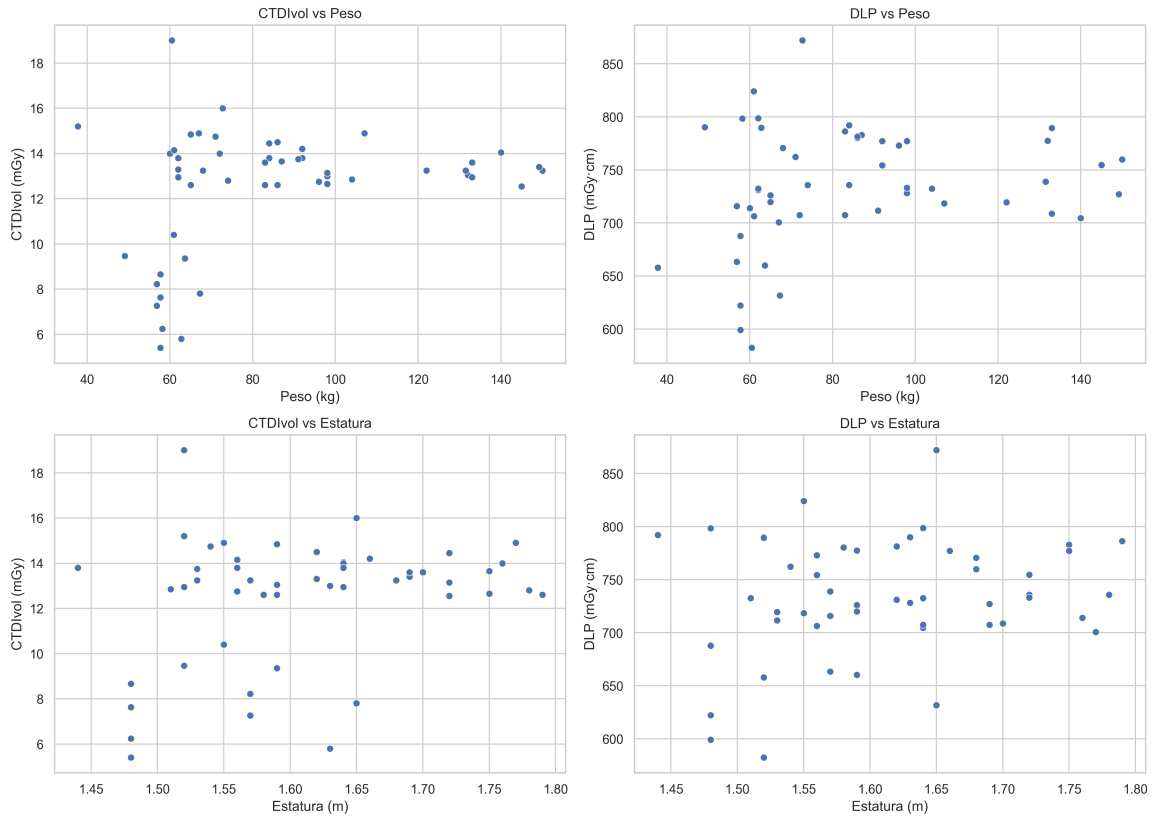 CTDIvol vs Peso
CTDIvol (mGy)
18
16
14
12
10
8
6
40 60 80 100 120 140
Peso (kg)
DLP vs Peso
DLP (mGy·cm)
850
800
750
700
650
600
40 60 80 100 120 140
Peso (kg)
CTDIvol vs Estatura
CTDIvol (mGy)
18
16
14
12
10
8
6
1.45 1.50 1.55 1.60 1.65 1.70 1.75 1.80
Estatura (m)
DLP vs Estatura
DLP (mGy·cm)
850
800
750
700
650
600
1.45 1.50 1.55 1.60 1.65 1.70 1.75 1.80
Estatura (m)